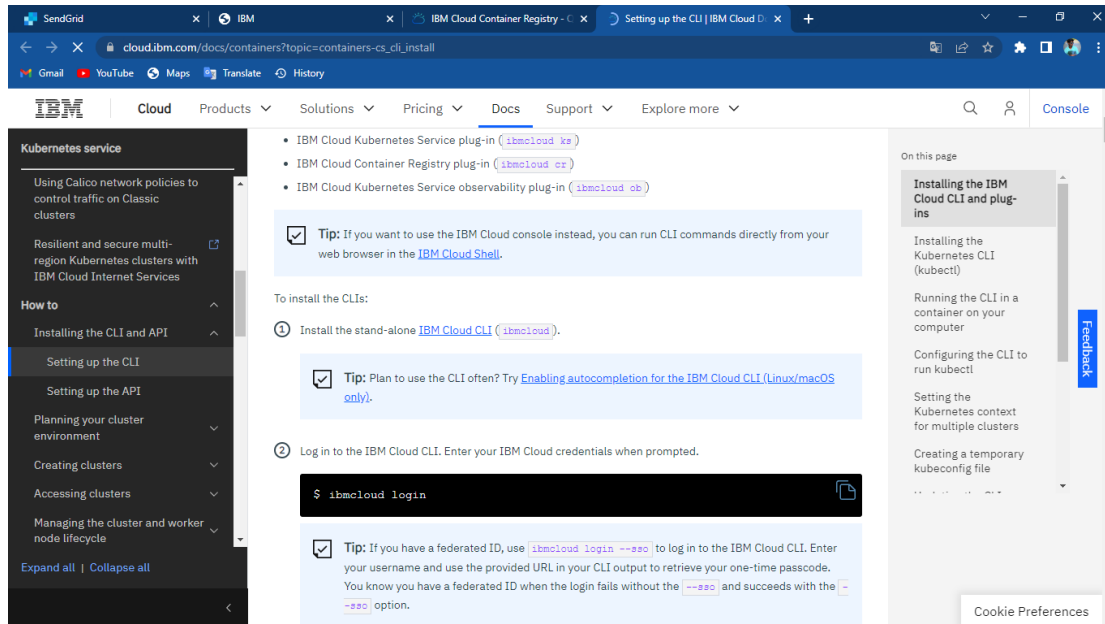 SendGrid
IBM
IBM Cloud Container Registry - C
Setting up the CLI | IBM Cloud D
cloud.ibm.com/docs/containers?topic=containers-cs_cli_install
Gmail YouTube Maps Translate History
IBM Cloud Products Solutions Pricing Docs Support Explore more Console
Kubernetes service
Using Calico network policies to
control traffic on Classic
clusters
Resilient and secure multi-
region Kubernetes clusters with
IBM Cloud Internet Services
How to
Installing the CLI and API
Setting up the CLI
Setting up the API
Planning your cluster
environment
Creating clusters
Accessing clusters
Managing the cluster and worker
node lifecycle
Expand all | Collapse all
• IBM Cloud Kubernetes Service plug-in (ibmcloud ks)
• IBM Cloud Container Registry plug-in (ibmcloud cr)
• IBM Cloud Kubernetes Service observability plug-in (ibmcloud ob)
Tip: If you want to use the IBM Cloud console instead, you can run CLI commands directly from your
web browser in the IBM Cloud Shell.
To install the CLIs:
1 Install the stand-alone IBM Cloud CLI (ibmcloud).
Tip: Plan to use the CLI often? Try Enabling autocompletion for the IBM Cloud CLI (Linux/macOS
only).
2 Log in to the IBM Cloud CLI. Enter your IBM Cloud credentials when prompted.
$ ibmcloud login
Tip: If you have a federated ID, use ibmcloud login --sso to log in to the IBM Cloud CLI. Enter
your username and use the provided URL in your CLI output to retrieve your one-time passcode.
You know you have a federated ID when the login fails without the --sso and succeeds with the -
-sso option.
On this page
Installing the IBM
Cloud CLI and plug-
ins
Installing the
Kubernetes CLI
(kubectl)
Running the CLI in a
container on your
computer
Configuring the CLI to
run kubectl
Setting the
Kubernetes context
for multiple clusters
Creating a temporary
kubeconfig file
Feedback
Cookie Preferences